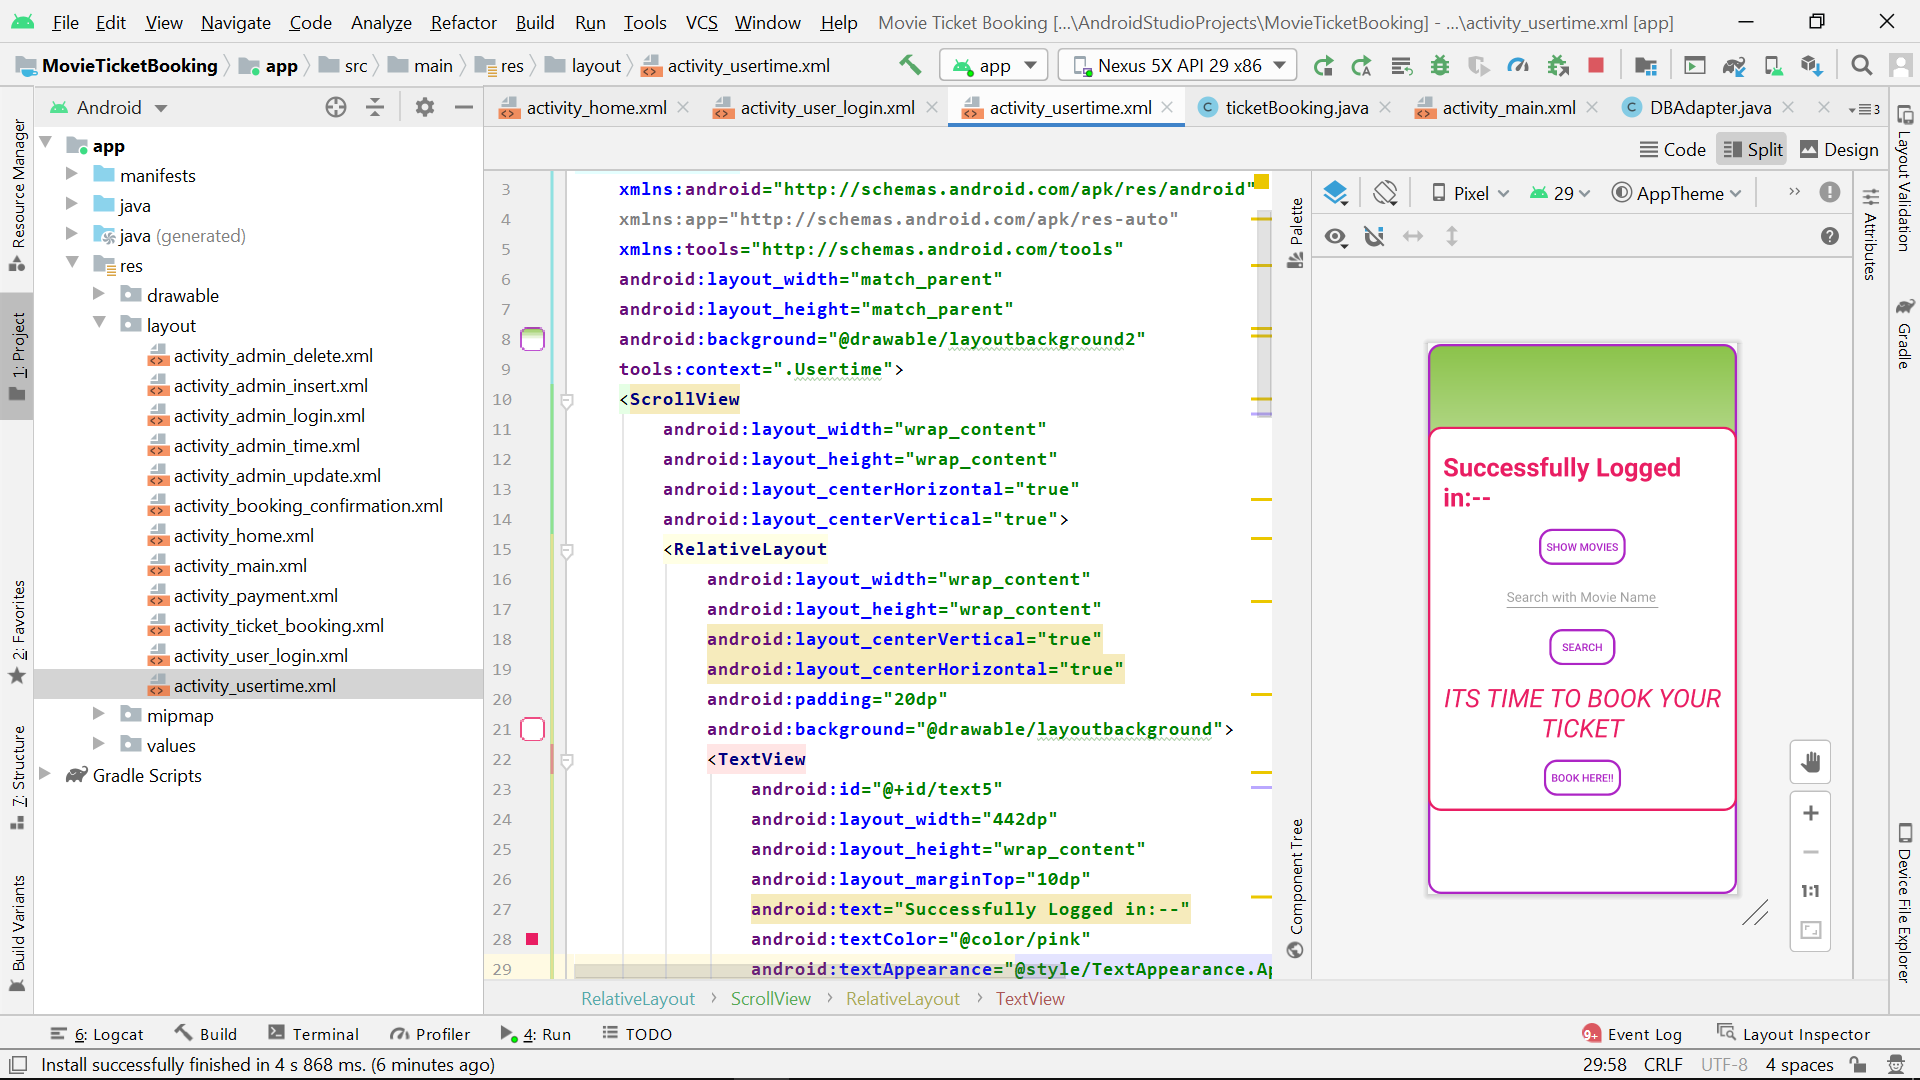 File Edit View Navigate Code Analyze Refactor Build Run Tools VCS Window Help Movie Ticket Booking [...\AndroidStudioProjects\MovieTicketBooking] - ...\activity_usertime.xml [app]
MovieTicketBooking app src main res layout activity_usertime.xml app Nexus 5X API 29 x86
Android
activity_home.xml activity_user_login.xml activity_usertime.xml ticketBooking.java activity_main.xml DBAdapter.java 3
Code Split Design
Resource Manager
1: Project
2: Favorites
7: Structure
Build Variants
app
manifests
java
java (generated)
res
drawable
layout
activity_admin_delete.xml
activity_admin_insert.xml
activity_admin_login.xml
activity_admin_time.xml
activity_admin_update.xml
activity_booking_confirmation.xml
activity_home.xml
activity_main.xml
activity_payment.xml
activity_ticket_booking.xml
activity_user_login.xml
activity_usertime.xml
mipmap
values
Gradle Scripts
3 xmlns:android="http://schemas.android.com/apk/res/android"
4 xmlns:app="http://schemas.android.com/apk/res-auto"
5 xmlns:tools="http://schemas.android.com/tools"
6 android:layout_width="match_parent"
7 android:layout_height="match_parent"
8 android:background="@drawable/layoutbackground2"
9 tools:context=".Usertime">
10 <ScrollView
11 android:layout_width="wrap_content"
12 android:layout_height="wrap_content"
13 android:layout_centerHorizontal="true"
14 android:layout_centerVertical="true">
15 <RelativeLayout
16 android:layout_width="wrap_content"
17 android:layout_height="wrap_content"
18 android:layout_centerVertical="true"
19 android:layout_centerHorizontal="true"
20 android:padding="20dp"
21 android:background="@drawable/layoutbackground">
22 <TextView
23 android:id="@+id/text5"
24 android:layout_width="442dp"
25 android:layout_height="wrap_content"
26 android:layout_marginTop="10dp"
27 android:text="Successfully Logged in:--"
28 android:textColor="@color/pink"
29 android:textAppearance="@style/TextAppearance.Ap
RelativeLayout › ScrollView › RelativeLayout › TextView
Palette
Component Tree
Pixel 29 AppTheme
Successfully Logged
in:--
SHOW MOVIES
Search with Movie Name
SEARCH
ITS TIME TO BOOK YOUR
TICKET
BOOK HERE!!
1:1
Attributes
Layout Validation
Gradle
Device File Explorer
6: Logcat Build Terminal Profiler 4: Run TODO 9+ Event Log Layout Inspector
Install successfully finished in 4 s 868 ms. (6 minutes ago) 29:58 CRLF UTF-8 4 spaces